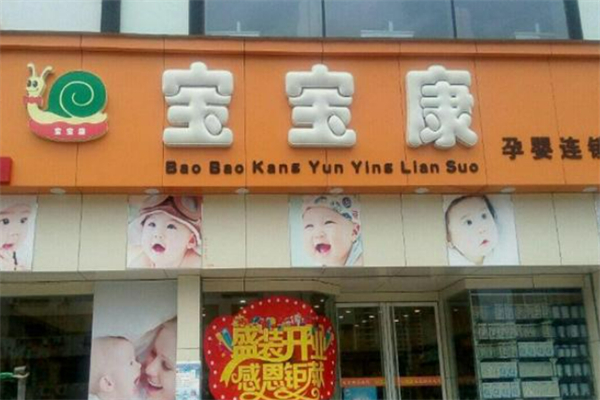 宝宝康
宝宝康
孕婴连锁
Bao Bao Kang Yun Ying Lian Suo
盛装开业
感恩钜献